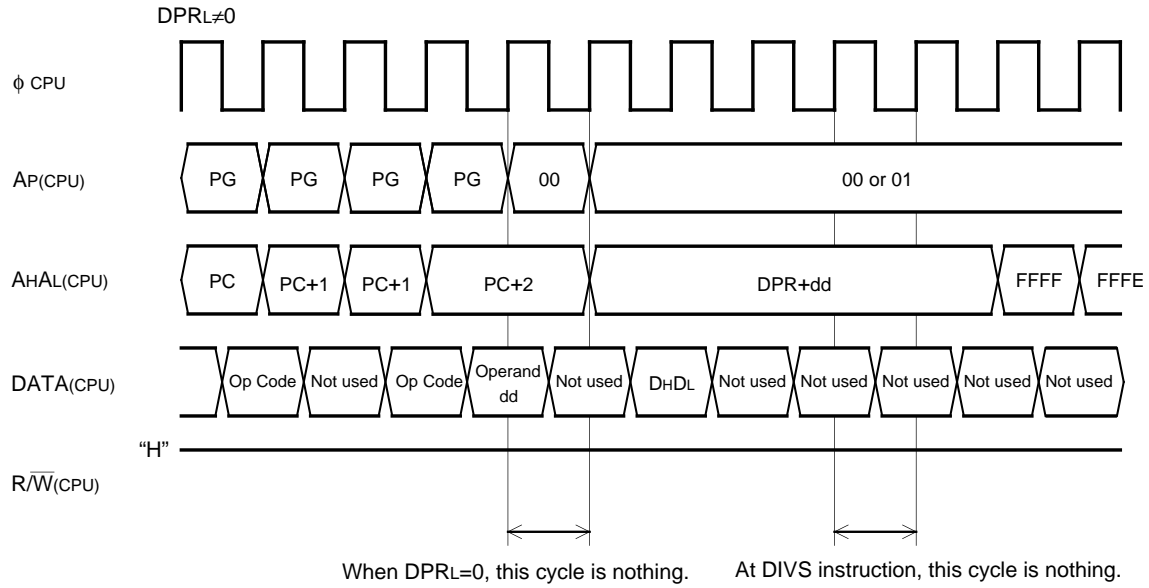 DPRL≠0
φ CPU
AP(CPU) PG PG PG PG 00 00 or 01
AHAL(CPU) PC PC+1 PC+1 PC+2 DPR+dd FFFF FFFE
DATA(CPU) Op Code Not used Op Code Operand dd Not used DHDL Not used Not used Not used Not used Not used
“H”
R/W̅(CPU)
When DPRL=0, this cycle is nothing. At DIVS instruction, this cycle is nothing.